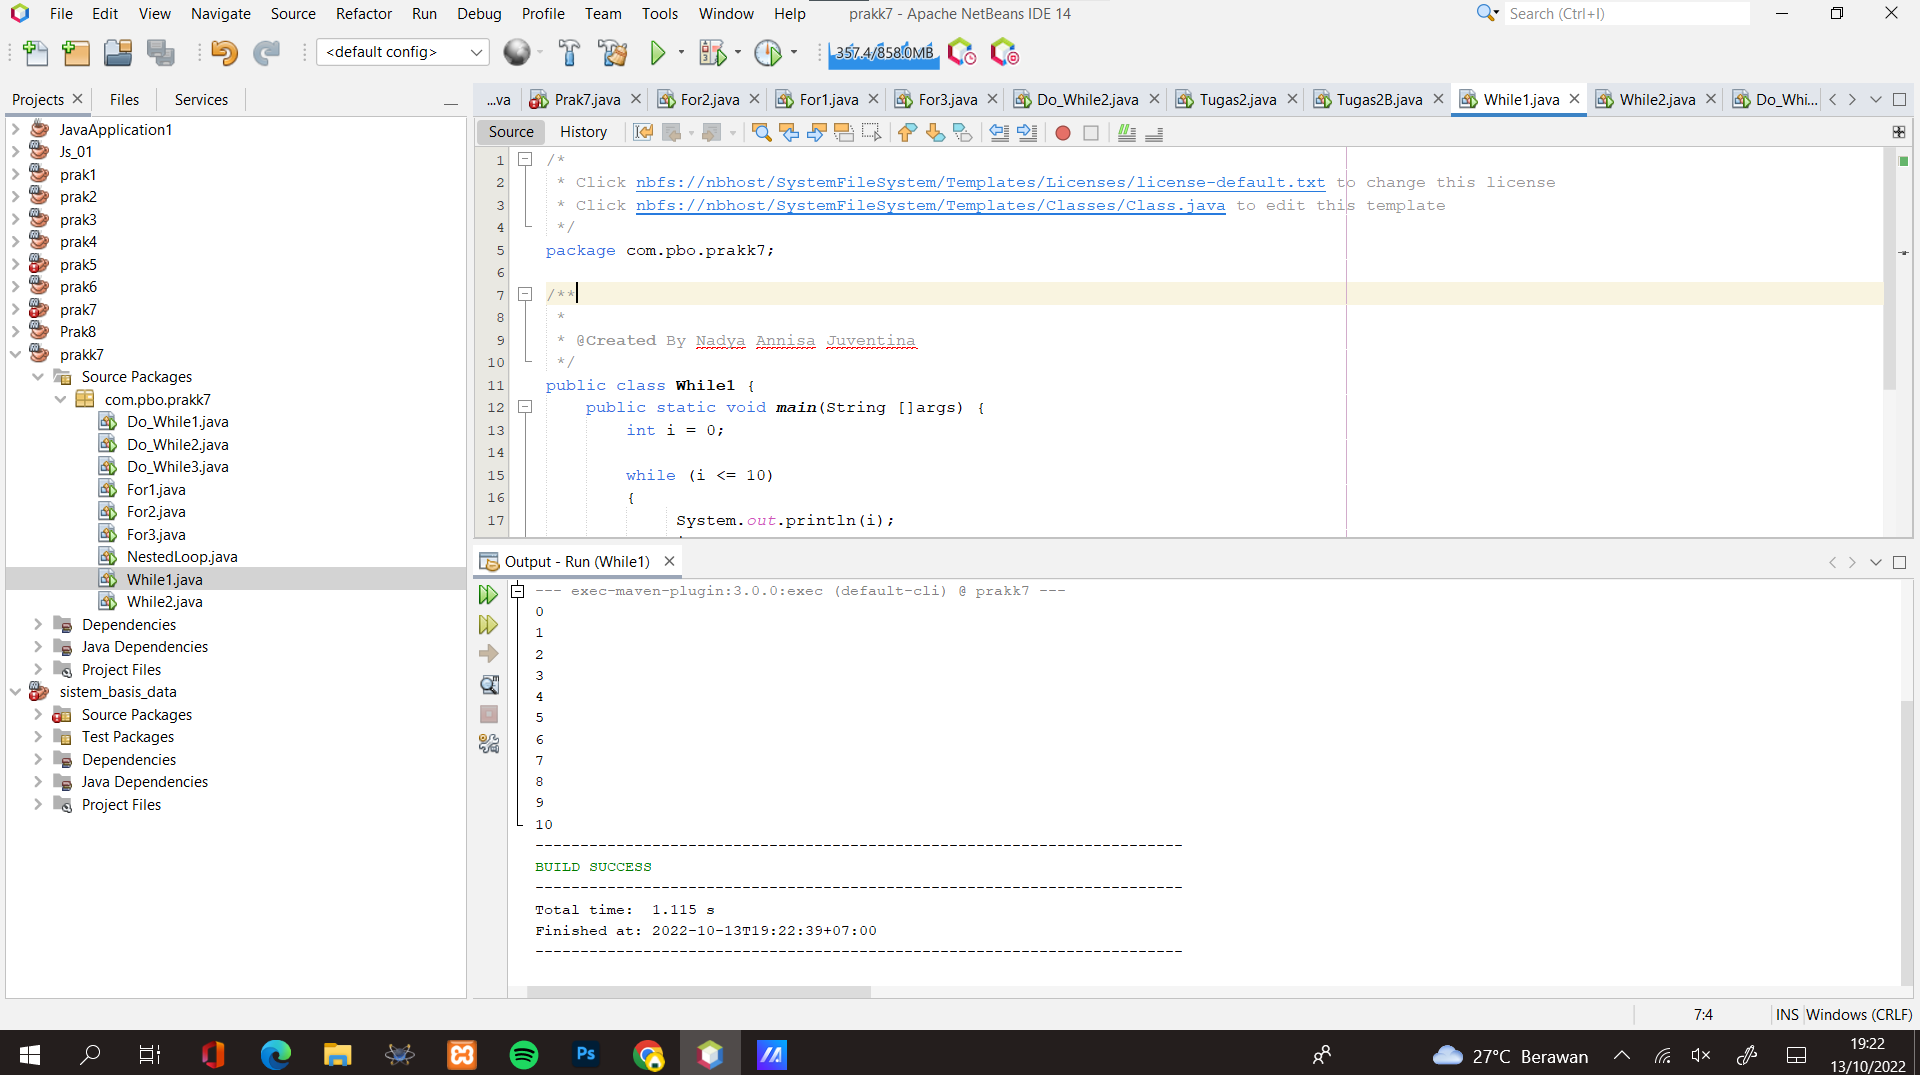 File Edit View Navigate Source Refactor Run Debug Profile Team Tools Window Help prakk7 - Apache NetBeans IDE 14 Search (Ctrl+I)
<default config> 357.4/858.0MB
Projects Files Services
...va Prak7.java For2.java For1.java For3.java Do_While2.java Tugas2.java Tugas2B.java While1.java While2.java Do_Whi...
Source History
JavaApplication1
Js_01
prak1
prak2
prak3
prak4
prak5
prak6
prak7
Prak8
prakk7
Source Packages
com.pbo.prakk7
Do_While1.java
Do_While2.java
Do_While3.java
For1.java
For2.java
For3.java
NestedLoop.java
While1.java
While2.java
Dependencies
Java Dependencies
Project Files
sistem_basis_data
Source Packages
Test Packages
Dependencies
Java Dependencies
Project Files
1 /*
2 * Click nbfs://nbhost/SystemFileSystem/Templates/Licenses/license-default.txt to change this license
3 * Click nbfs://nbhost/SystemFileSystem/Templates/Classes/Class.java to edit this template
4 */
5 package com.pbo.prakk7;
6
7 /**
8 *
9 * @Created By Nadya Annisa Juventina
10 */
11 public class While1 {
12 public static void main(String []args) {
13 int i = 0;
14
15 while (i <= 10)
16 {
17 System.out.println(i);
Output - Run (While1)
--- exec-maven-plugin:3.0.0:exec (default-cli) @ prakk7 ---
0
1
2
3
4
5
6
7
8
9
10
------------------------------------------------------------------------
BUILD SUCCESS
------------------------------------------------------------------------
Total time:  1.115 s
Finished at: 2022-10-13T19:22:39+07:00
------------------------------------------------------------------------
7:4 INS Windows (CRLF)
Ps 27°C Berawan 19:22
13/10/2022